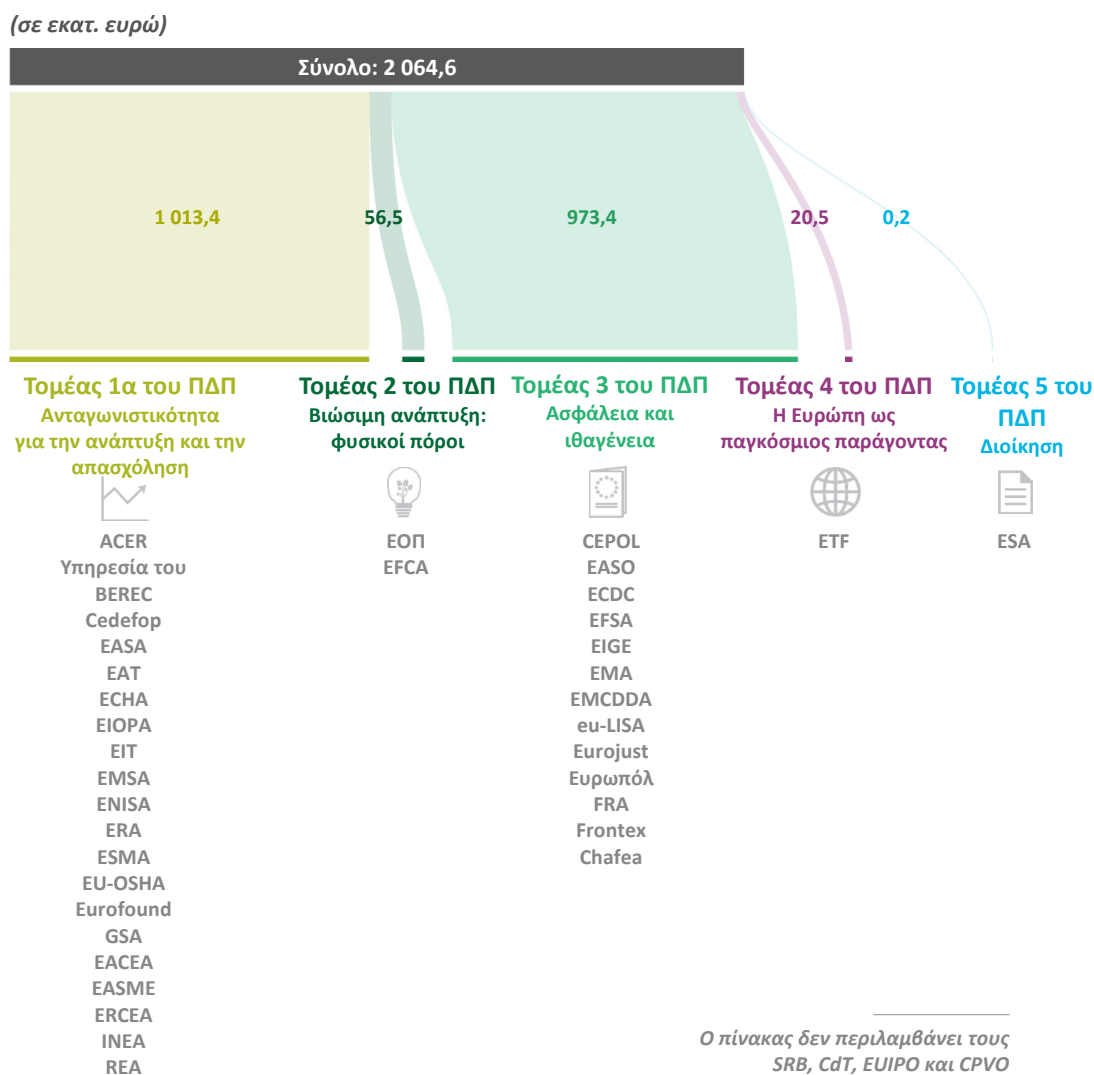 (σε εκατ. ευρώ)
Σύνολο: 2 064,6
1 013,4
56,5
973,4
20,5
0,2
Τομέας 1α του ΠΔΠ
Ανταγωνιστικότητα
για την ανάπτυξη και την
απασχόληση
Τομέας 2 του ΠΔΠ
Βιώσιμη ανάπτυξη:
φυσικοί πόροι
Τομέας 3 του ΠΔΠ
Ασφάλεια και
ιθαγένεια
Τομέας 4 του ΠΔΠ
Η Ευρώπη ως
παγκόσμιος παράγοντας
Τομέας 5 του
ΠΔΠ
Διοίκηση
ACER
Υπηρεσία του
BEREC
Cedefop
EASA
ΕΑΤ
ECHA
EIOPA
EIT
EMSA
ENISA
ERA
ESMA
EU-OSHA
Eurofound
GSA
EACEA
EASME
ERCEA
INEA
REA
ΕΟΠ
EFCA
CEPOL
EASO
ECDC
EFSA
EIGE
EMA
EMCDDA
eu-LISA
Eurojust
Ευρωπόλ
FRA
Frontex
Chafea
ETF
ESA
Ο πίνακας δεν περιλαμβάνει τους
SRB, CdT, EUIPO και CPVO